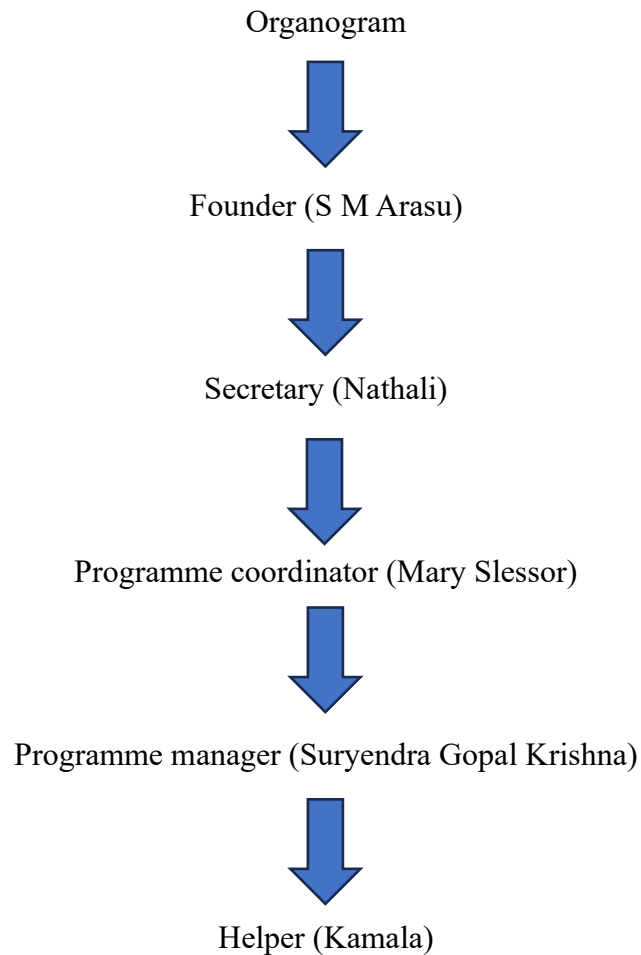 Organogram
Founder (S M Arasu)
Secretary (Nathali)
Programme coordinator (Mary Slessor)
Programme manager (Suryendra Gopal Krishna)
Helper (Kamala)